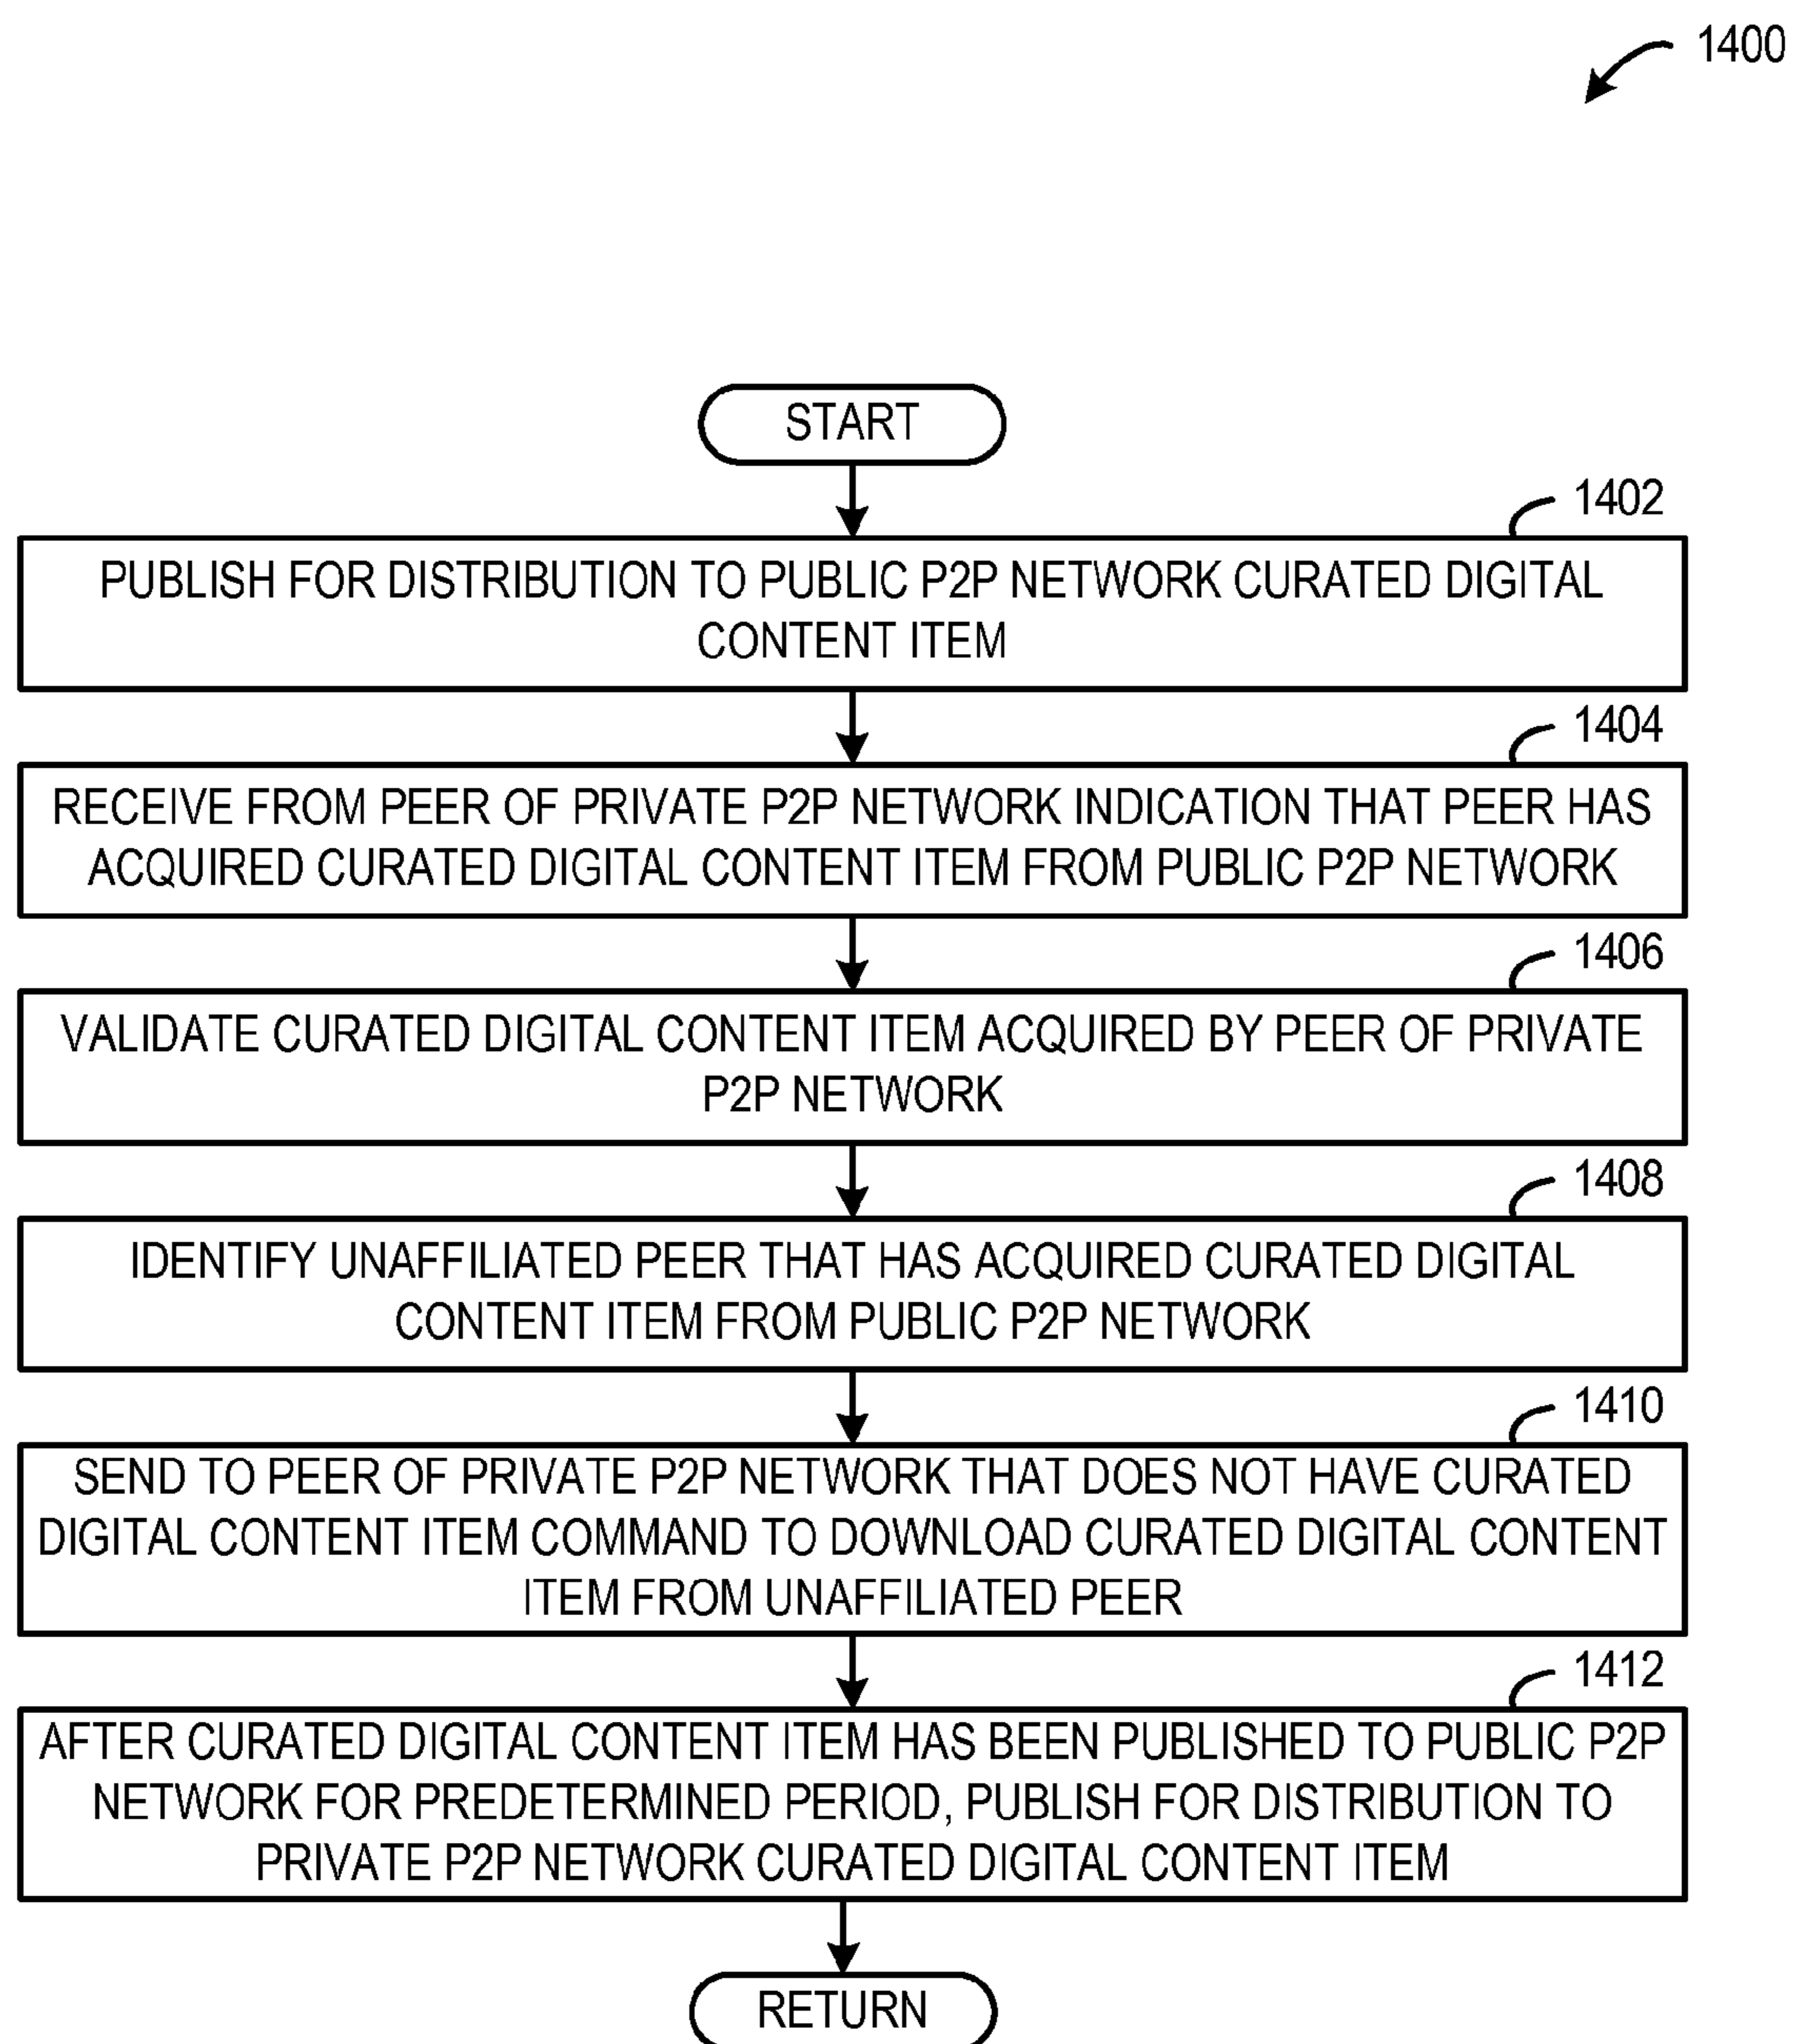 1400
START
1402
PUBLISH FOR DISTRIBUTION TO PUBLIC P2P NETWORK CURATED DIGITAL
CONTENT ITEM
1404
RECEIVE FROM PEER OF PRIVATE P2P NETWORK INDICATION THAT PEER HAS
ACQUIRED CURATED DIGITAL CONTENT ITEM FROM PUBLIC P2P NETWORK
1406
VALIDATE CURATED DIGITAL CONTENT ITEM ACQUIRED BY PEER OF PRIVATE
P2P NETWORK
1408
IDENTIFY UNAFFILIATED PEER THAT HAS ACQUIRED CURATED DIGITAL
CONTENT ITEM FROM PUBLIC P2P NETWORK
1410
SEND TO PEER OF PRIVATE P2P NETWORK THAT DOES NOT HAVE CURATED
DIGITAL CONTENT ITEM COMMAND TO DOWNLOAD CURATED DIGITAL CONTENT
ITEM FROM UNAFFILIATED PEER
1412
AFTER CURATED DIGITAL CONTENT ITEM HAS BEEN PUBLISHED TO PUBLIC P2P
NETWORK FOR PREDETERMINED PERIOD, PUBLISH FOR DISTRIBUTION TO
PRIVATE P2P NETWORK CURATED DIGITAL CONTENT ITEM
RETURN